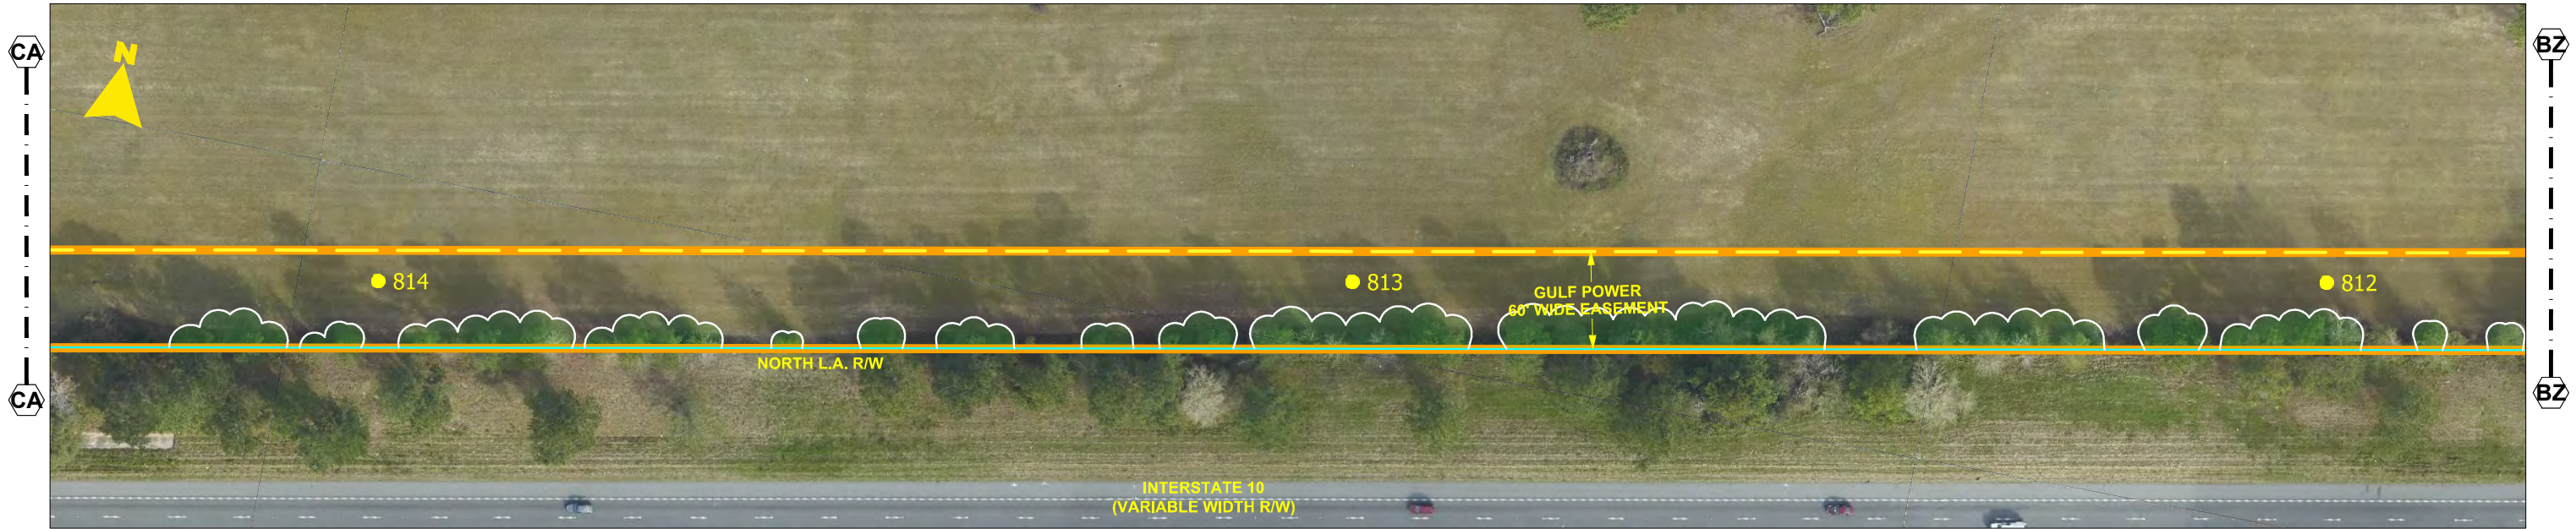 CA
N
BZ
814
813
812
GULF POWER
60' WIDE EASEMENT
NORTH L.A. R/W
CA
BZ
INTERSTATE 10
(VARIABLE WIDTH R/W)